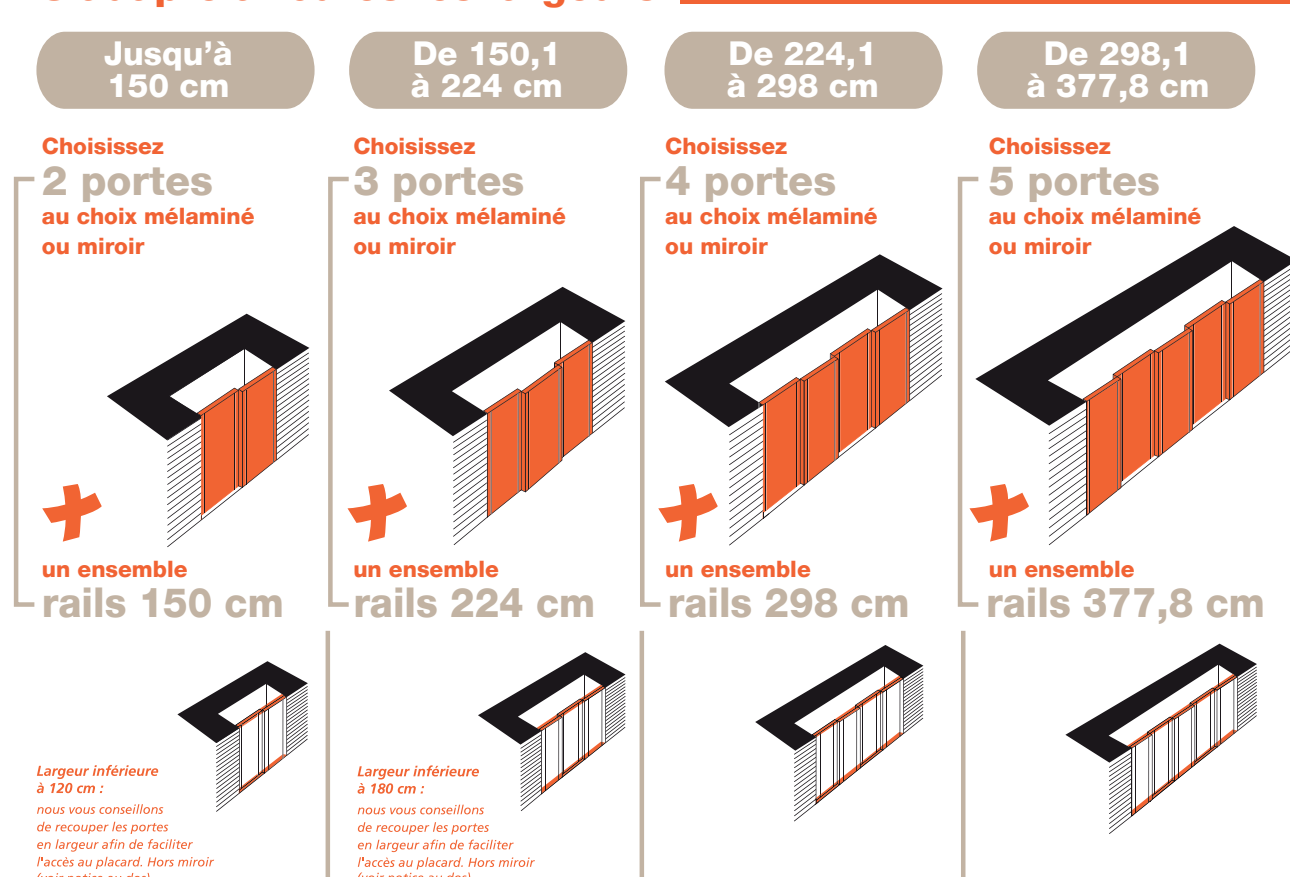 Jusqu'à
150 cm
Choisissez
2 portes
au choix mélaminé
ou miroir
un ensemble
rails 150 cm
Largeur inférieure
à 120 cm :
nous vous conseillons
de recouper les portes
en largeur afin de faciliter
l'accès au placard. Hors miroir
De 150,1
à 224 cm
Choisissez
3 portes
au choix mélaminé
ou miroir
un ensemble
rails 224 cm
Largeur inférieure
à 180 cm :
nous vous conseillons
de recouper les portes
en largeur afin de faciliter
l'accès au placard. Hors miroir
De 224,1
à 298 cm
Choisissez
4 portes
au choix mélaminé
ou miroir
un ensemble
rails 298 cm
De 298,1
à 377,8 cm
Choisissez
5 portes
au choix mélaminé
ou miroir
un ensemble
rails 377,8 cm